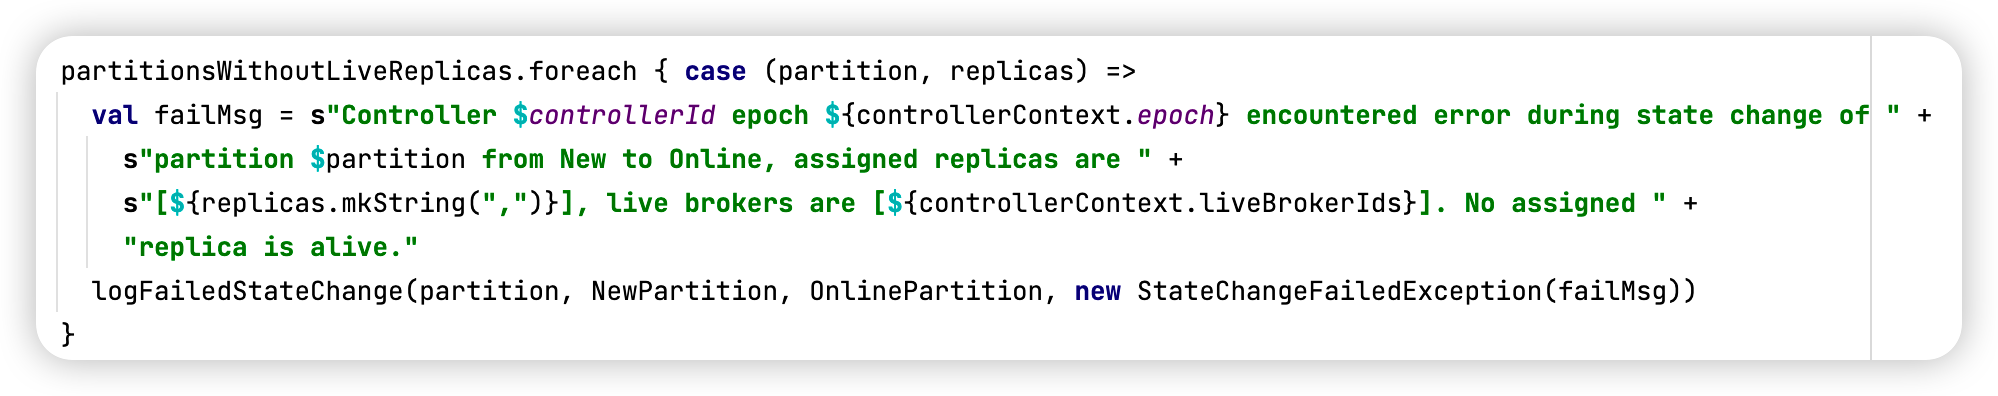 partitionsWithoutLiveReplicas.foreach { case (partition, replicas) =>
  val failMsg = s"Controller $controllerId epoch ${controllerContext.epoch} encountered error during state change of " +
    s"partition $partition from New to Online, assigned replicas are " +
    s"[${replicas.mkString(",")}], live brokers are [${controllerContext.liveBrokerIds}]. No assigned " +
    "replica is alive."
  logFailedStateChange(partition, NewPartition, OnlinePartition, new StateChangeFailedException(failMsg))
}